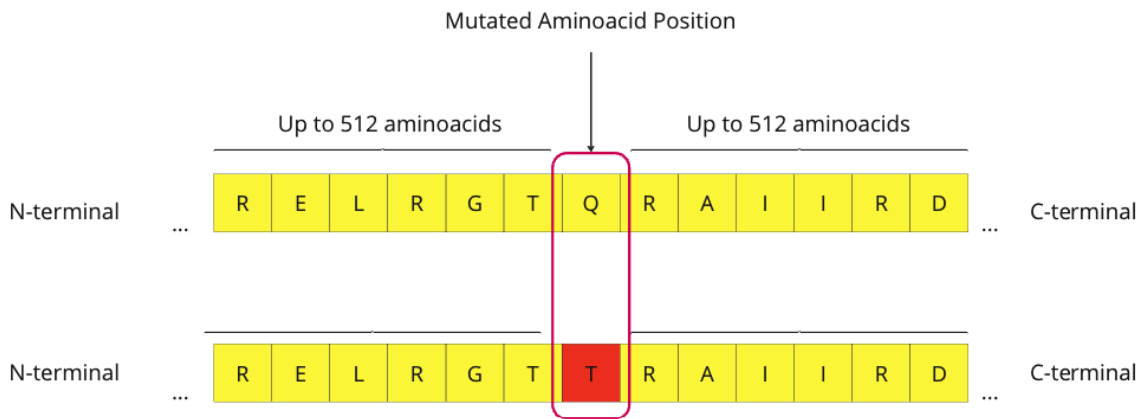 Mutated Aminoacid Position
Up to 512 aminoacids Up to 512 aminoacids
N-terminal ... R E L R G T Q R A I I R D ... C-terminal
N-terminal ... R E L R G T T R A I I R D ... C-terminal